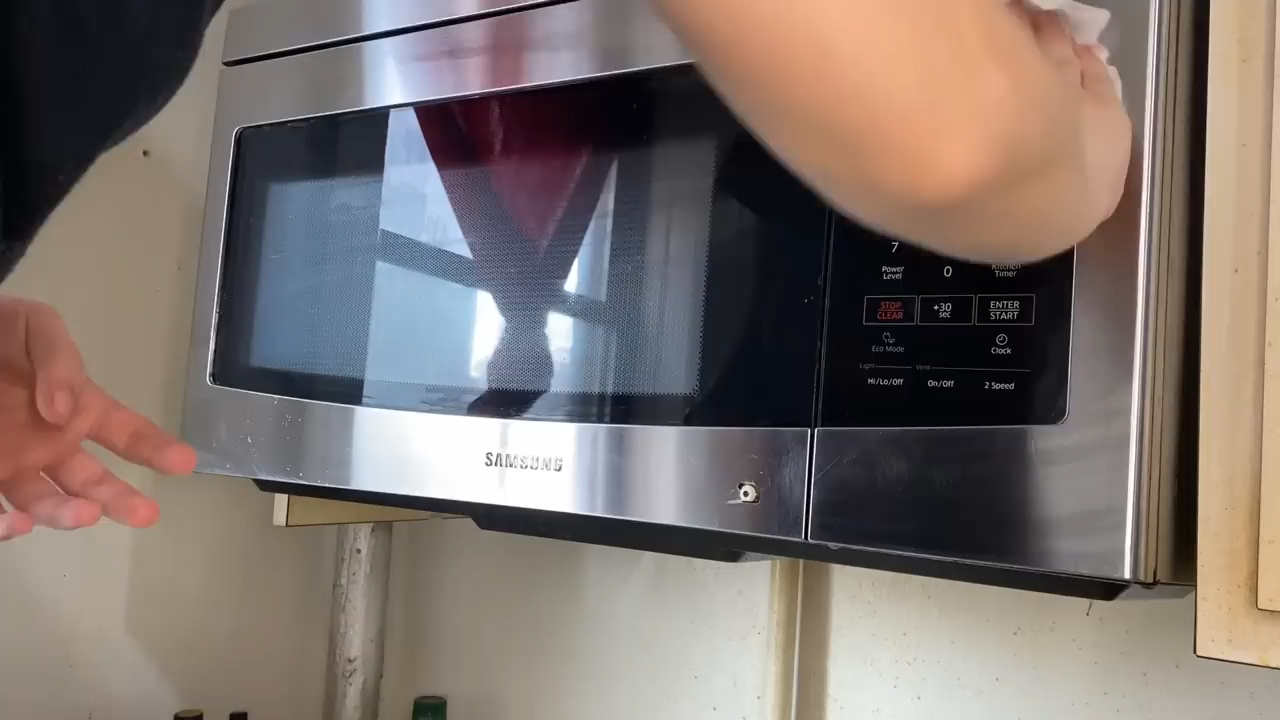 7
Power
Level
0
Kitchen
Timer
STOP
CLEAR
+30
sec
ENTER
START
Eco Mode
Clock
Light
Vent
Hi/Lo/Off
On/Off
2 Speed
SAMSUNG